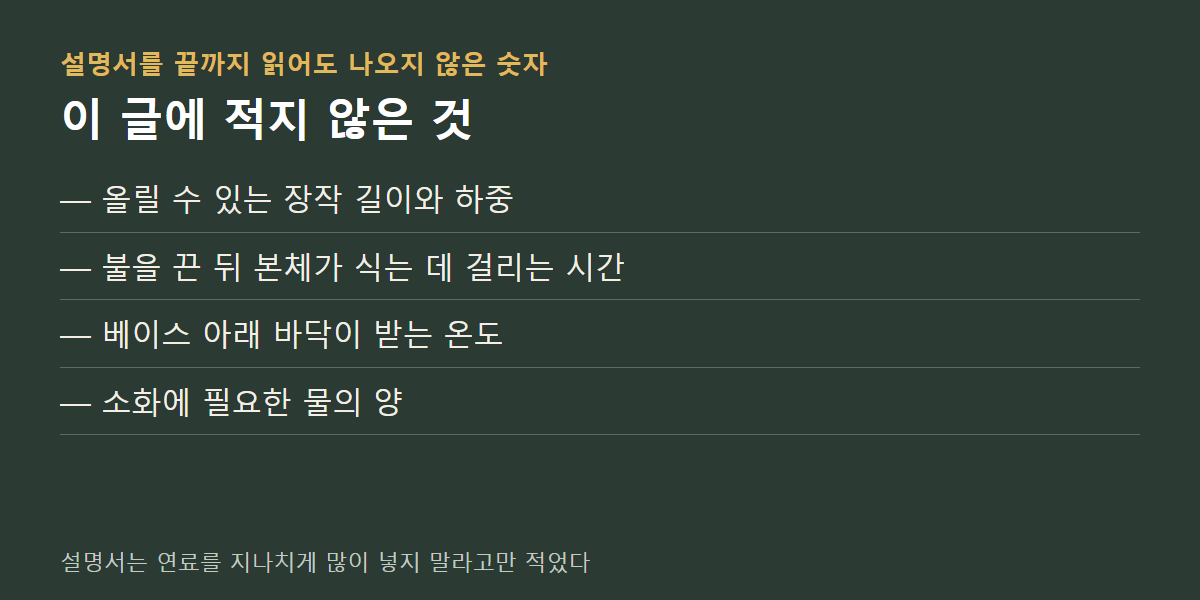 설명서를 끝까지 읽어도 나오지 않은 숫자
이 글에 적지 않은 것
— 올릴 수 있는 장작 길이와 하중
— 불을 끈 뒤 본체가 식는 데 걸리는 시간
— 베이스 아래 바닥이 받는 온도
— 소화에 필요한 물의 양
설명서는 연료를 지나치게 많이 넣지 말라고만 적었다